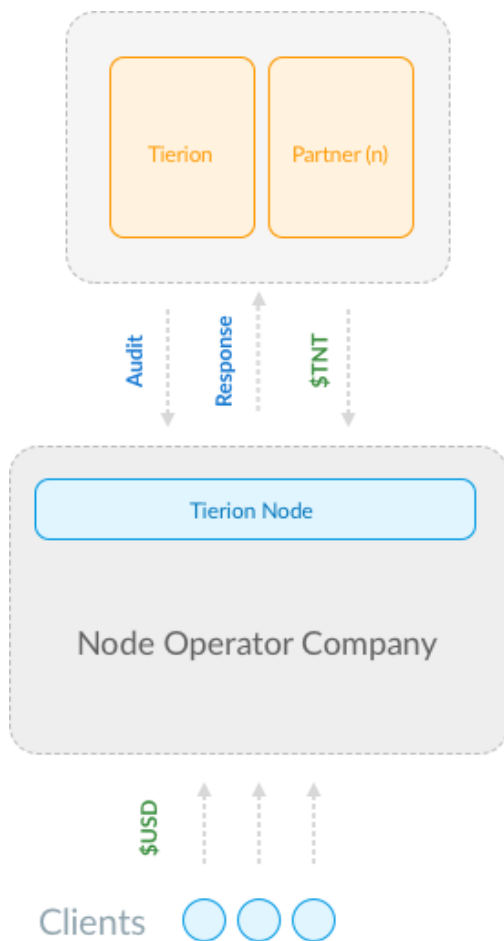 Tierion
Partner (n)
Audit
Response
$TNT
Tierion Node
Node Operator Company
$USD
Clients